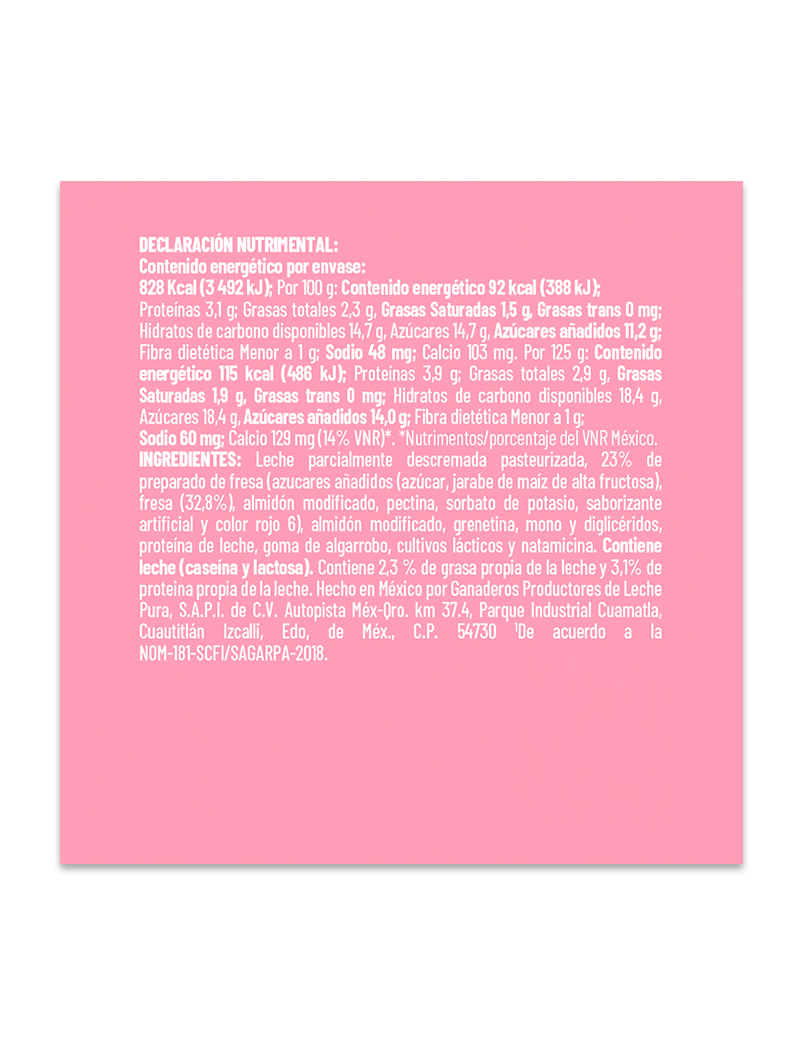 DECLARACIÓN NUTRIMENTAL:
Contenido energético por envase:
828 Kcal (3 492 kJ); Por 100 g: Contenido energético 92 kcal (388 kJ);
Proteínas 3,1 g; Grasas totales 2,3 g, Grasas Saturadas 1,5 g, Grasas trans 0 mg;
Hidratos de carbono disponibles 14,7 g, Azúcares 14,7 g, Azúcares añadidos 11,2 g;
Fibra dietética Menor a 1 g; Sodio 48 mg; Calcio 103 mg. Por 125 g: Contenido
energético 115 kcal (486 kJ); Proteínas 3,9 g; Grasas totales 2,9 g, Grasas
Saturadas 1,9 g, Grasas trans 0 mg; Hidratos de carbono disponibles 18,4 g,
Azúcares 18,4 g, Azúcares añadidos 14,0 g; Fibra dietética Menor a 1 g;
Sodio 60 mg; Calcio 129 mg (14% VNR)*. *Nutrimentos/porcentaje del VNR México.
INGREDIENTES: Leche parcialmente descremada pasteurizada, 23% de
preparado de fresa (azucares añadidos (azúcar, jarabe de maíz de alta fructosa),
fresa (32,8%), almidón modificado, pectina, sorbato de potasio, saborizante
artificial y color rojo 6), almidón modificado, grenetina, mono y diglicéridos,
proteína de leche, goma de algarrobo, cultivos lácticos y natamicina. Contiene
leche (caseína y lactosa). Contiene 2,3 % de grasa propia de la leche y 3,1% de
proteina propia de la leche. Hecho en México por Ganaderos Productores de Leche
Pura, S.A.P.I. de C.V. Autopista Méx-Qro. km 37.4, Parque Industrial Cuamatla,
Cuautitlán Izcalli, Edo, de Méx., C.P. 54730 ¹De acuerdo a la
NOM-181-SCFI/SAGARPA-2018.